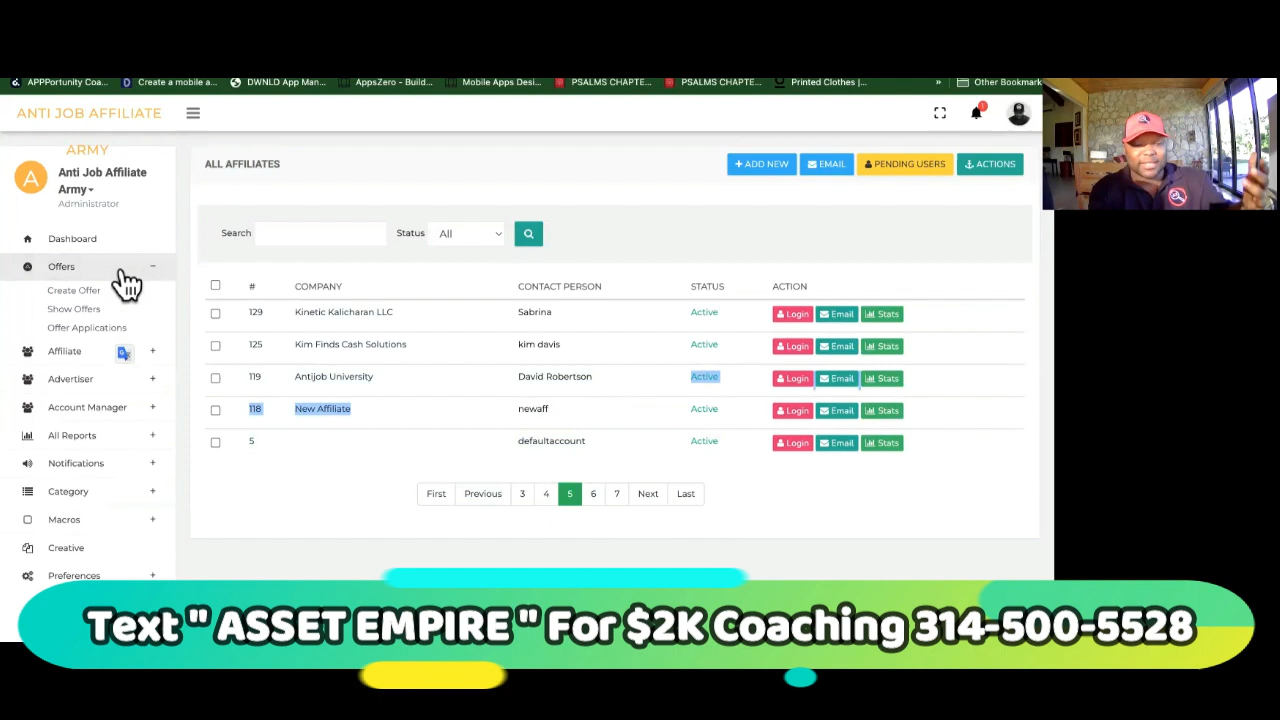 APPPortunity Coa...
Create a mobile a...
DWNLD App Man...
AppsZero - Build...
Mobile Apps Desi...
PSALMS CHAPTE...
PSALMS CHAPTE...
Printed Clothes |...
»
Other Bookmark
ANTI JOB AFFILIATE
ARMY
1
A
Anti Job Affiliate
Army
Administrator
Dashboard
Offers
Create Offer
Show Offers
Offer Applications
Affiliate
Advertiser
Account Manager
All Reports
Notifications
Category
Macros
Creative
Preferences
ALL AFFILIATES
+ ADD NEW
EMAIL
PENDING USERS
ACTIONS
Search
Status
All
# COMPANY CONTACT PERSON STATUS ACTION
129 Kinetic Kalicharan LLC Sabrina Active Login Email Stats
125 Kim Finds Cash Solutions kim davis Active Login Email Stats
119 Antijob University David Robertson Active Login Email Stats
118 New Affiliate newaff Active Login Email Stats
5 defaultaccount Active Login Email Stats
First Previous 3 4 5 6 7 Next Last
Text " ASSET EMPIRE " For $2K Coaching 314-500-5528